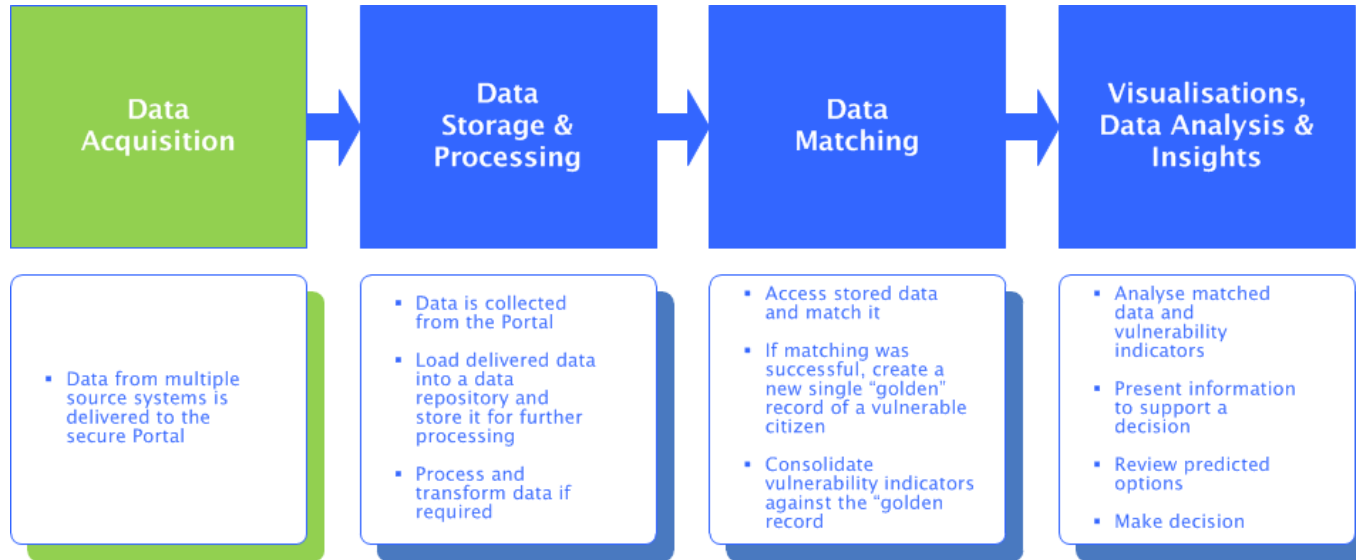 Data
Acquisition
Data
Storage &
Processing
Data
Matching
Visualisations,
Data Analysis &
Insights
▪ Data from multiple
source systems is
delivered to the
secure Portal
▪ Data is collected
from the Portal
▪ Load delivered data
into a data
repository and
store it for further
processing
▪ Process and
transform data if
required
▪ Access stored data
and match it
▪ If matching was
successful, create a
new single “golden”
record of a vulnerable
citizen
▪ Consolidate
vulnerability indicators
against the “golden
record
▪ Analyse matched
data and
vulnerability
indicators
▪ Present information
to support a
decision
▪ Review predicted
options
▪ Make decision